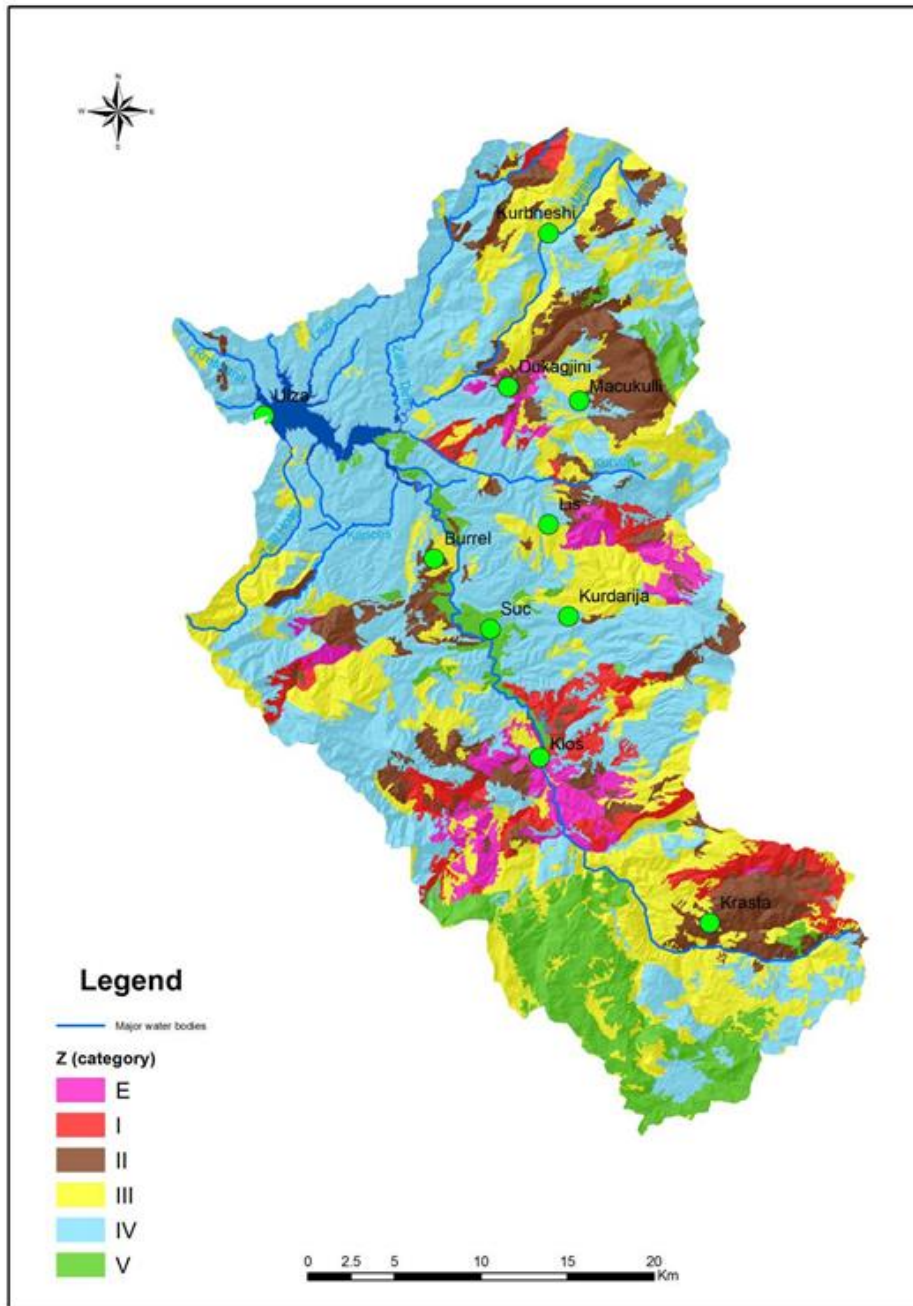 N
W E
S
Kurbneshi
Dukagjini
Macukulli
Ulza
Lis
Burrel
Kurdarija
Suc
Klos
Krasta
Legend
Major water bodies
Z (category)
E
I
II
III
IV
V
0 2.5 5 10 15 20
Km